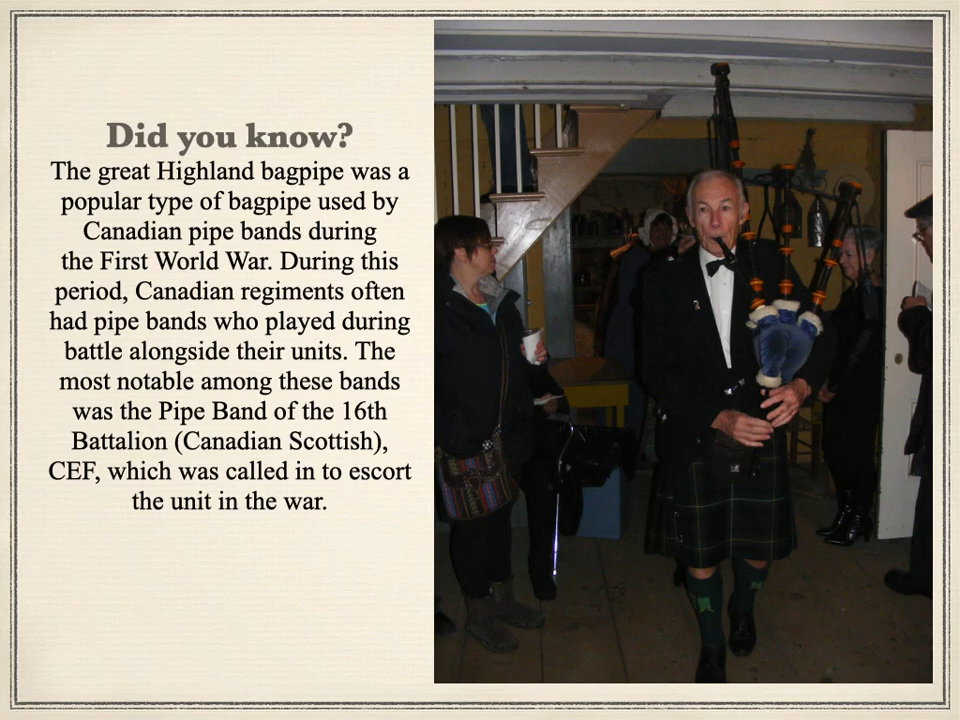 Did you know?
The great Highland bagpipe was a
popular type of bagpipe used by
Canadian pipe bands during
the First World War. During this
period, Canadian regiments often
had pipe bands who played during
battle alongside their units. The
most notable among these bands
was the Pipe Band of the 16th
Battalion (Canadian Scottish),
CEF, which was called in to escort
the unit in the war.